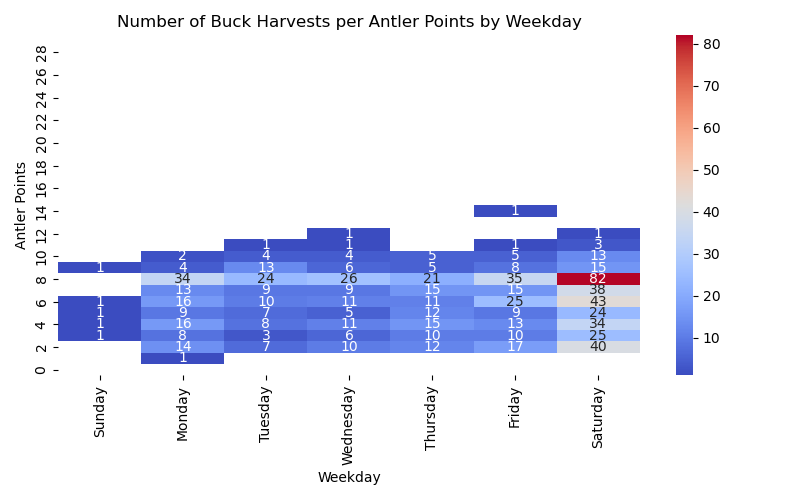 Number of Buck Harvests per Antler Points by Weekday
Antler Points
28
26
24
22
20
18
16
14
12
10
8
6
4
2
0
1
1 1
1 1 1 3
2 4 4 5 5 13
1 4 13 6 5 8 15
34 24 26 21 35 82
13 9 9 15 15 38
1 16 10 11 11 25 43
1 9 7 5 12 9 24
1 16 8 11 15 13 34
1 8 3 6 10 10 25
14 7 10 12 17 40
1
Sunday
Monday
Tuesday
Wednesday
Thursday
Friday
Saturday
Weekday
80
70
60
50
40
30
20
10